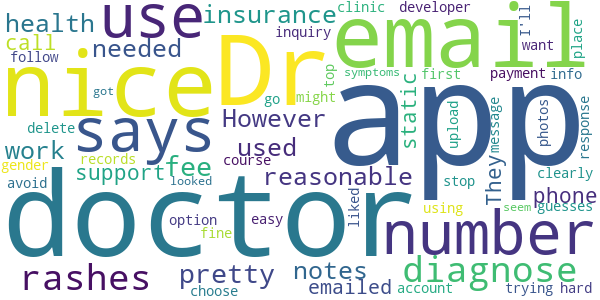 clinic developer I'll
health use insurance inquiry email want place
call needed
follow nice Dr top symptoms first payment info
got go might app
says However static upload message photos response
delete
work used They
gender records support fee reasonable number phone
avoid course stop clearly
doctor looked liked using seem guesses
option easy notes diagnose
rashes pretty fine emailed account trying hard
choose